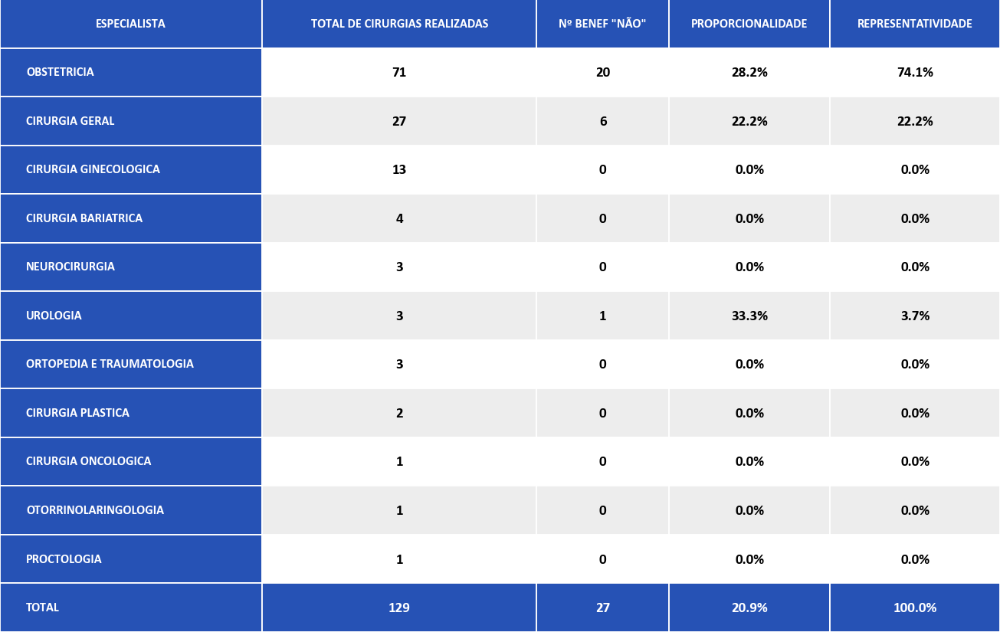 ESPECIALISTA TOTAL DE CIRURGIAS REALIZADAS Nº BENEF "NÃO" PROPORCIONALIDADE REPRESENTATIVIDADE
OBSTETRICIA 71 20 28.2% 74.1%
CIRURGIA GERAL 27 6 22.2% 22.2%
CIRURGIA GINECOLOGICA 13 0 0.0% 0.0%
CIRURGIA BARIATRICA 4 0 0.0% 0.0%
NEUROCIRURGIA 3 0 0.0% 0.0%
UROLOGIA 3 1 33.3% 3.7%
ORTOPEDIA E TRAUMATOLOGIA 3 0 0.0% 0.0%
CIRURGIA PLASTICA 2 0 0.0% 0.0%
CIRURGIA ONCOLOGICA 1 0 0.0% 0.0%
OTORRINOLARINGOLOGIA 1 0 0.0% 0.0%
PROCTOLOGIA 1 0 0.0% 0.0%
TOTAL 129 27 20.9% 100.0%